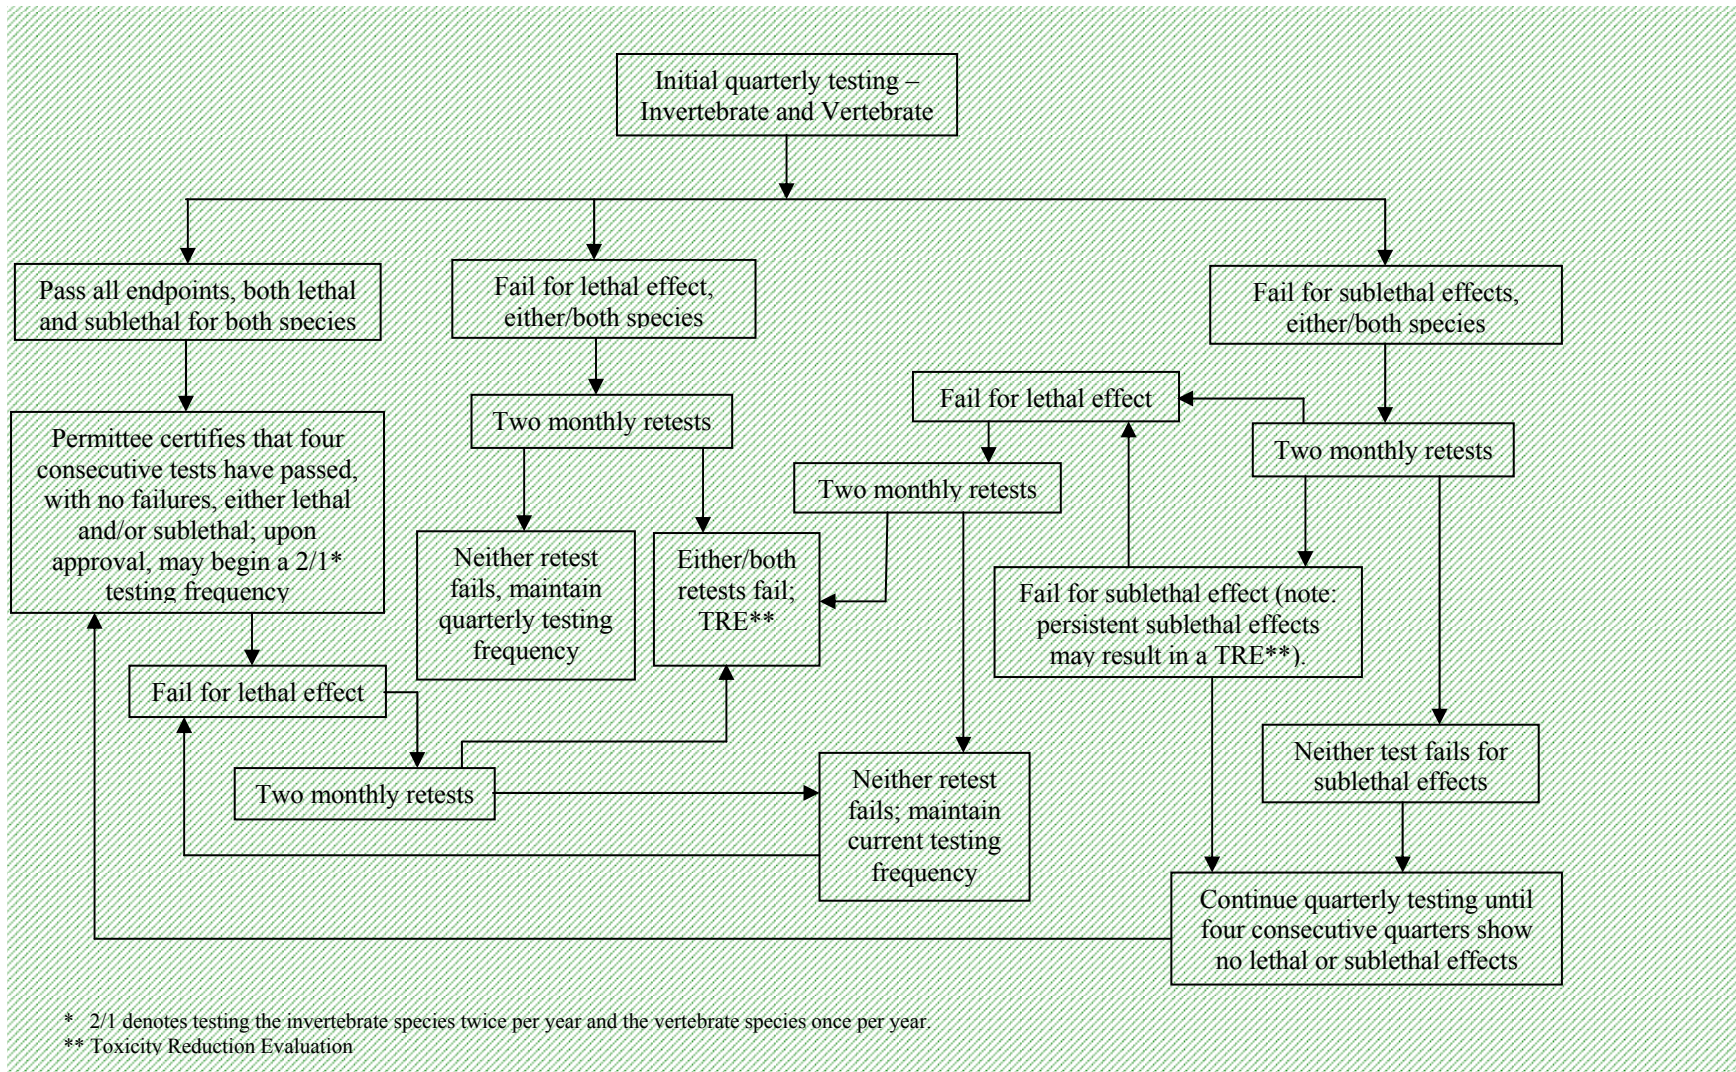 Initial quarterly testing –
Invertebrate and Vertebrate
Pass all endpoints, both lethal
and sublethal for both species
Fail for lethal effect,
either/both species
Fail for sublethal effects,
either/both species
Permittee certifies that four
consecutive tests have passed,
with no failures, either lethal
and/or sublethal; upon
approval, may begin a 2/1*
testing frequency
Two monthly retests
Fail for lethal effect
Two monthly retests
Two monthly retests
Neither retest
fails, maintain
quarterly testing
frequency
Either/both
retests fail;
TRE**
Fail for sublethal effect (note:
persistent sublethal effects
may result in a TRE**).
Fail for lethal effect
Two monthly retests
Neither retest
fails; maintain
current testing
frequency
Neither test fails for
sublethal effects
Continue quarterly testing until
four consecutive quarters show
no lethal or sublethal effects
* 2/1 denotes testing the invertebrate species twice per year and the vertebrate species once per year.
** Toxicity Reduction Evaluation